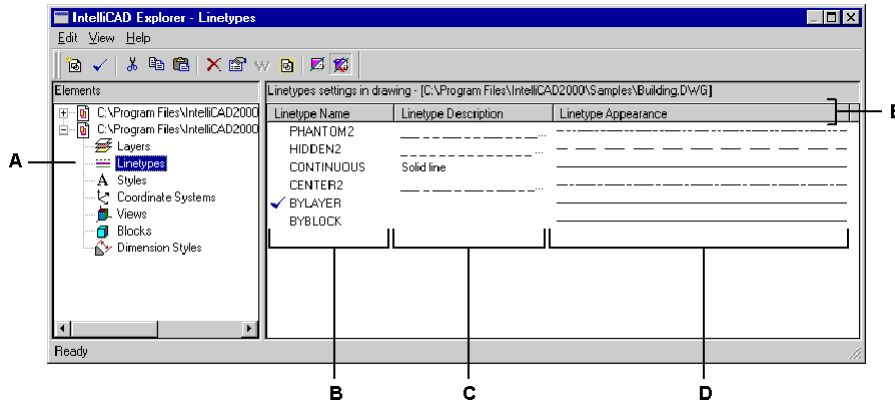 IntelliCAD Explorer - Linetypes
Edit View Help
Elements
Linetypes settings in drawing - [C:\Program Files\IntelliCAD2000\Samples\Building.DWG]
C:\Program Files\IntelliCAD2000
C:\Program Files\IntelliCAD2000
Layers
Linetypes
Styles
Coordinate Systems
Views
Blocks
Dimension Styles
Linetype Name Linetype Description Linetype Appearance
PHANTOM2
HIDDEN2
CONTINUOUS Solid line
CENTER2
BYLAYER
BYBLOCK
Ready
A
B C D